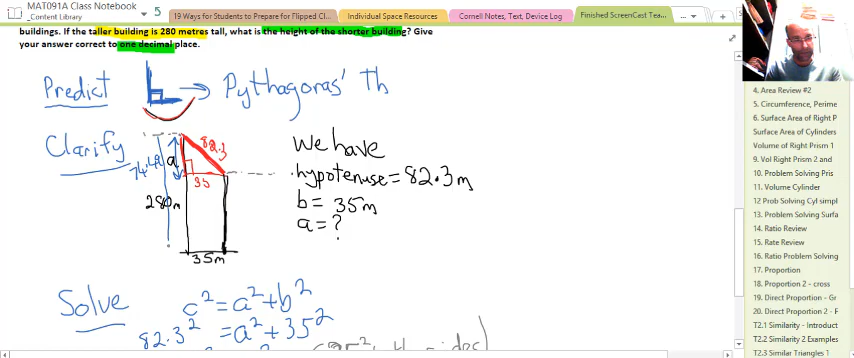 MAT091A Class Notebook
_Content Library
5
19 Ways for Students to Prepare for Flipped Cl...
Individual Space Resources
Cornell Notes, Text, Device Log
Finished ScreenCast Tea...
...
buildings. If the taller building is 280 metres tall, what is the height of the shorter building? Give
your answer correct to one decimal place.
Predict → Pythagoras' Th
Clarify
82.3
a
35
280m
35m
We have
hypotenuse = 82.3 m
b = 35m
a = ?
Solve
c² = a² + b²
82.3² = a² + 35²
4. Area Review #2
5. Circumference, Perime
6. Surface Area of Right P
Surface Area of Cylinders
7. Volume of Right Prism 1
9. Vol Right Prism 2 and
10. Problem Solving Pris
11. Volume Cylinder
12 Prob Solving Cyl simpl
13. Problem Solving Surfa
14. Ratio Review
15. Rate Review
16. Ratio Problem Solving
17. Proportion
18. Proportion 2 - cross
19. Direct Proportion - Gr
20. Direct Proportion 2 - F
T2.1 Similarity - Introduct
T2.2 Similarity 2 Examples
T2.3 Similar Triangles 1